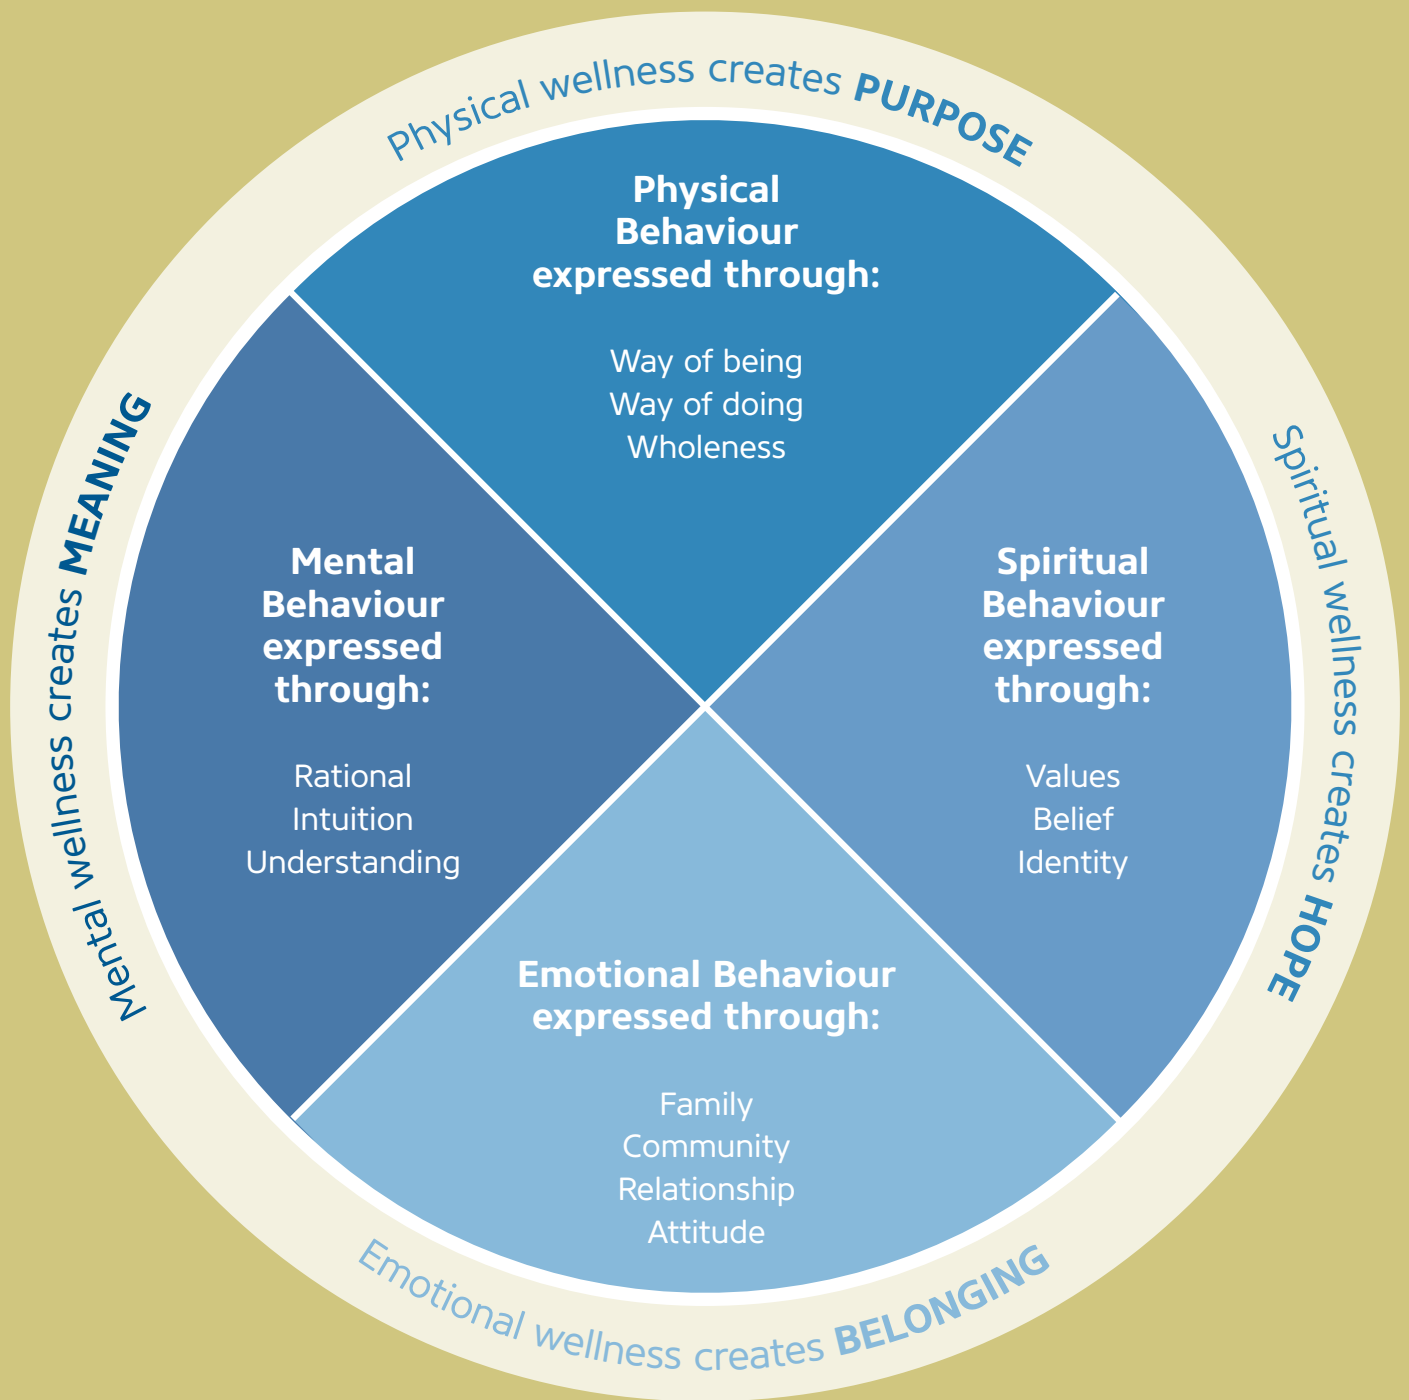 Physical wellness creates PURPOSE
Physical
Behaviour
expressed through:
Way of being
Way of doing
Wholeness
Mental wellness creates MEANING
Mental
Behaviour
expressed
through:
Rational
Intuition
Understanding
Spiritual
Behaviour
expressed
through:
Values
Belief
Identity
Spiritual wellness creates HOPE
Emotional Behaviour
expressed through:
Family
Community
Relationship
Attitude
Emotional wellness creates BELONGING